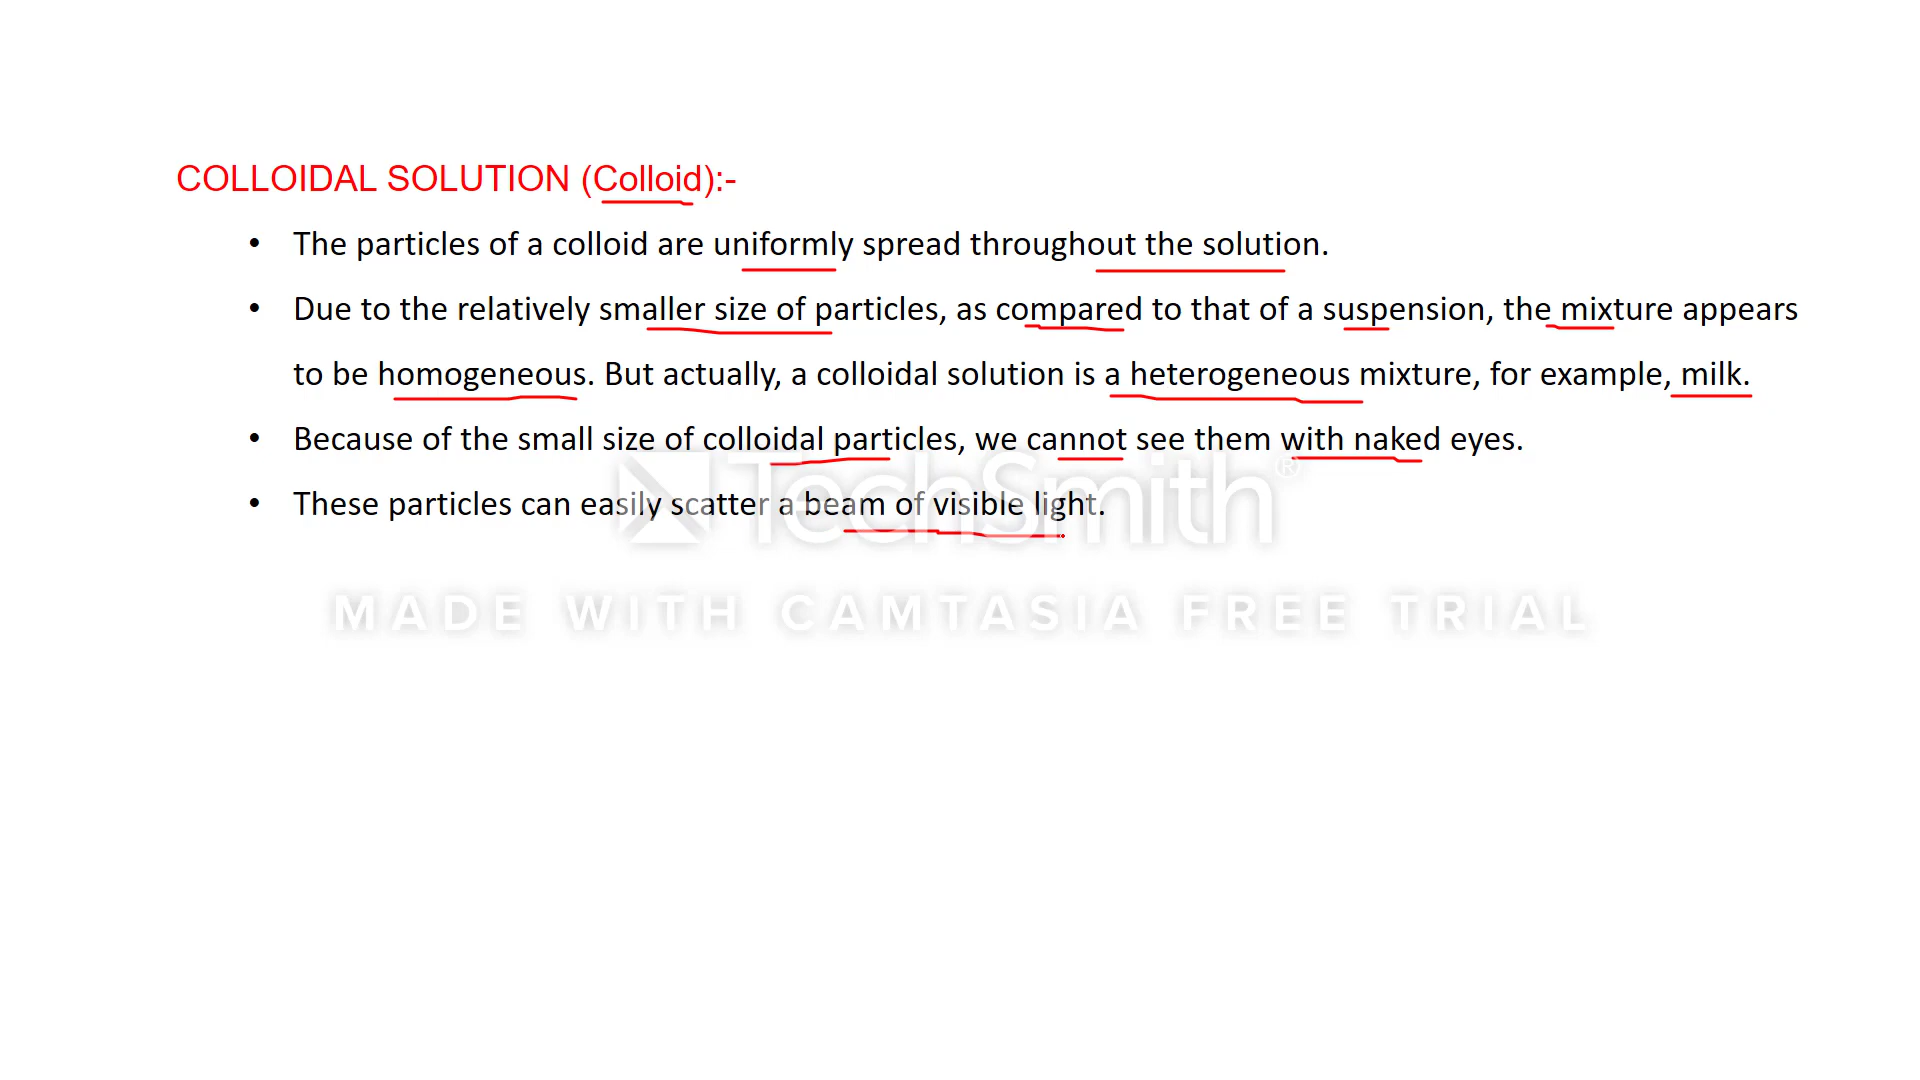 COLLOIDAL SOLUTION (Colloid):-
• The particles of a colloid are uniformly spread throughout the solution.
• Due to the relatively smaller size of particles, as compared to that of a suspension, the mixture appears
to be homogeneous. But actually, a colloidal solution is a heterogeneous mixture, for example, milk.
• Because of the small size of colloidal particles, we cannot see them with naked eyes.
• These particles can easily scatter a beam of visible light.
TechSmith®
MADE WITH CAMTASIA FREE TRIAL